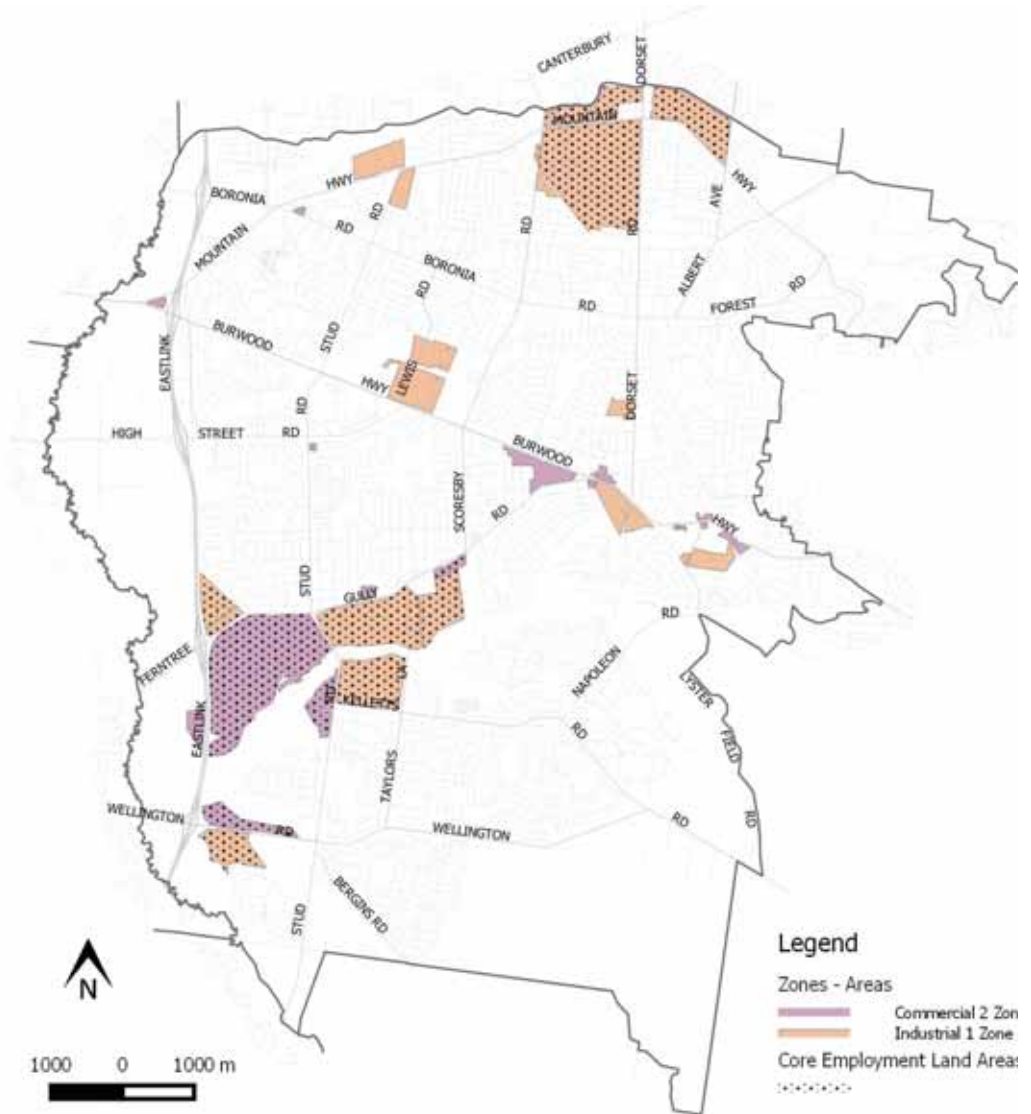 CANTERBURY
DORSET
MOUNTAIN
HWY
BORONIA
HWY
RD
AVE
RD
RD
RD
MOUNTAIN
BORONIA
RD
ALBERT
RD
RD
FOREST
STUD
BURWOOD
EASTLINK
HWY
LEWIS
DORSET
RD
HIGH
STREET
RD
BURWOOD
SCORESBY
RD
HWY
STUD
GULLY
RD
FERNTREE
LA
NAPOLEON
LYSTER
STUD
KELLETTS
EASTLINK
FIELD
RD
TAYLORS
WELLINGTON
RD
WELLINGTON
RD
RD
BERGINS RD
STUD
N
Legend
Zones - Areas
Commercial 2 Zon
Industrial 1 Zone
Core Employment Land Areas
1000 0 1000 m